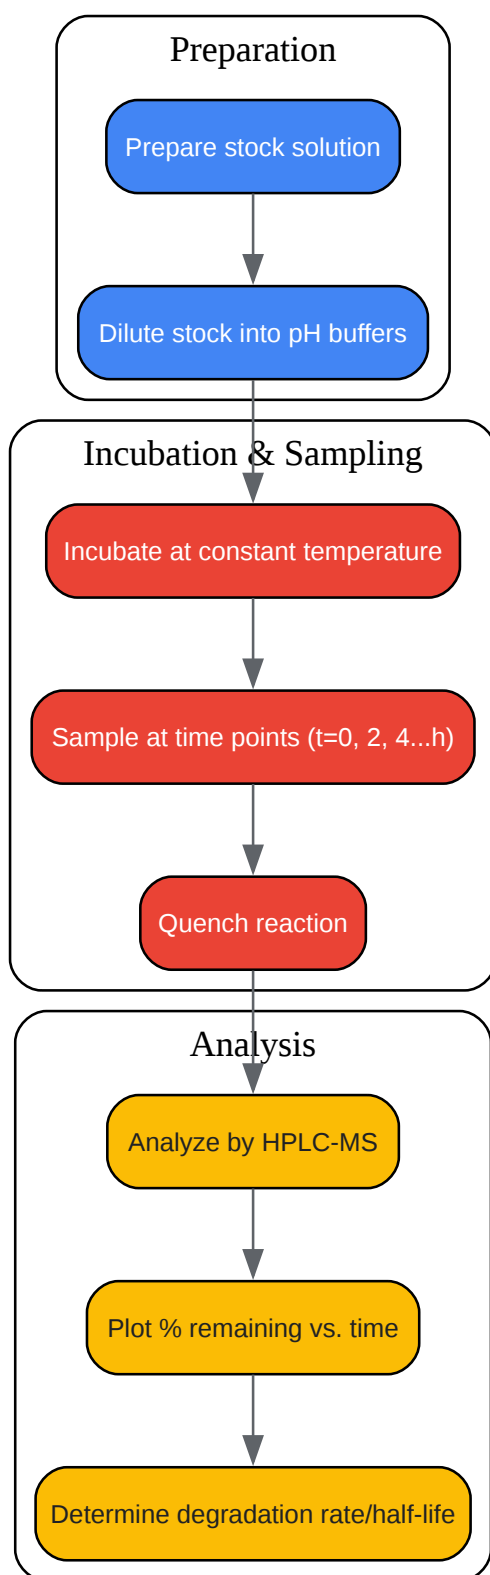 Preparation
Prepare stock solution
Dilute stock into pH buffers
Incubation & Sampling
Incubate at constant temperature
Sample at time points (t=0, 2, 4...h)
Quench reaction
Analysis
Analyze by HPLC-MS
Plot % remaining vs. time
Determine degradation rate/half-life